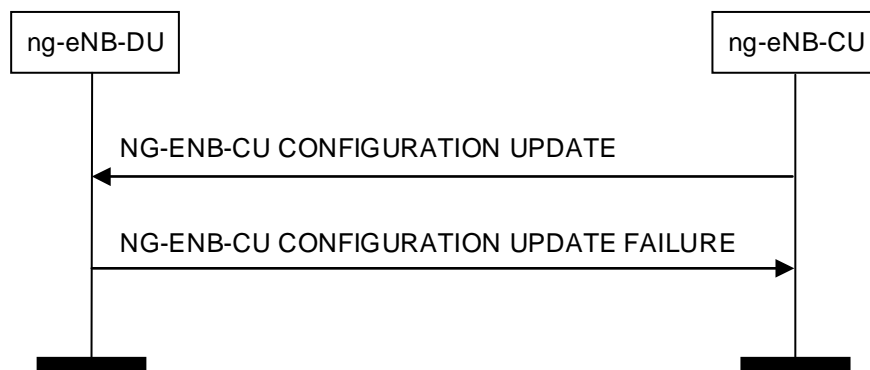 ng-eNB-DU
ng-eNB-CU
NG-ENB-CU CONFIGURATION UPDATE
NG-ENB-CU CONFIGURATION UPDATE FAILURE